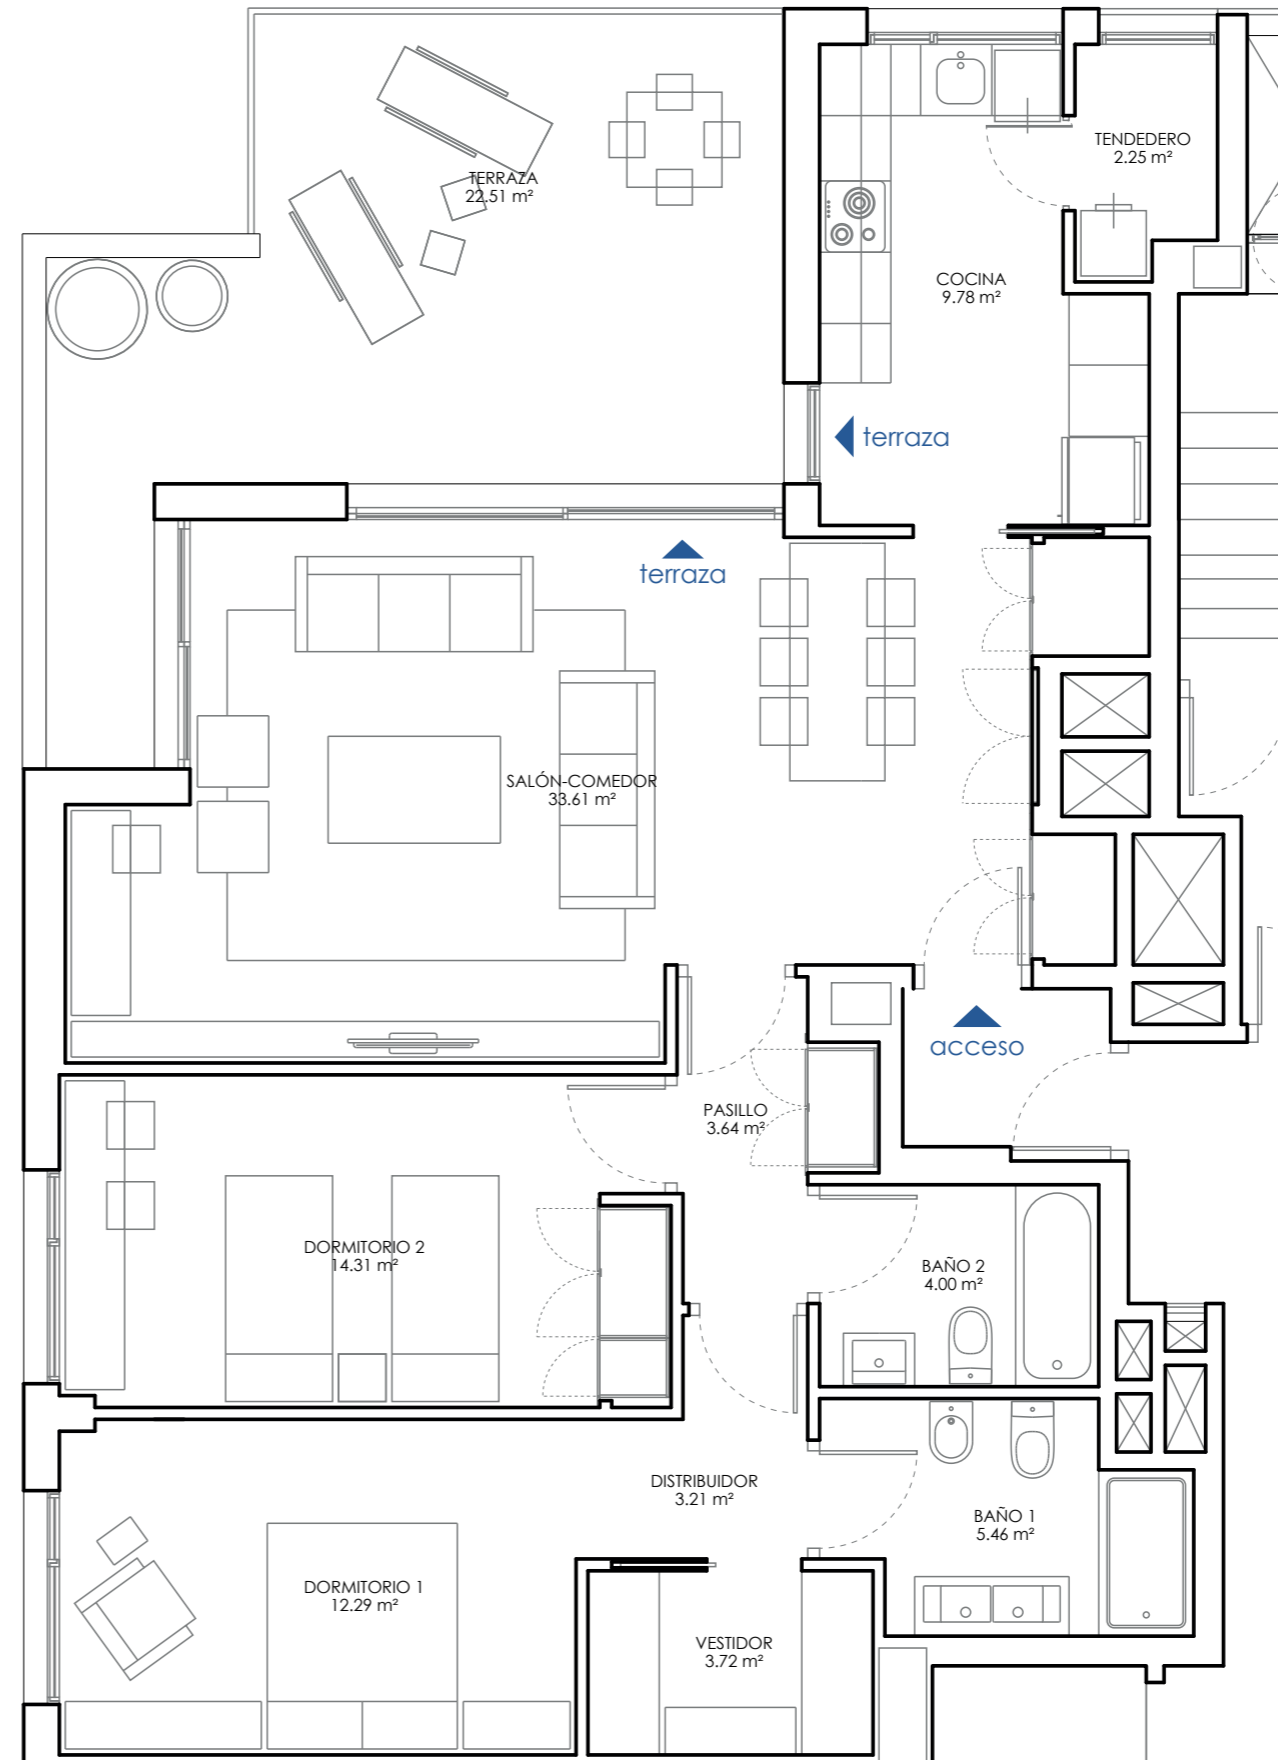 TENDEDERO
2.25 m²
TERRAZA
22.51 m²
COCINA
9.78 m²
terraza
terraza
SALÓN-COMEDOR
33.61 m²
acceso
PASILLO
3.64 m²
DORMITORIO 2
14.31 m²
BAÑO 2
4.00 m²
DISTRIBUIDOR
3.21 m²
BAÑO 1
5.46 m²
DORMITORIO 1
12.29 m²
VESTIDOR
3.72 m²